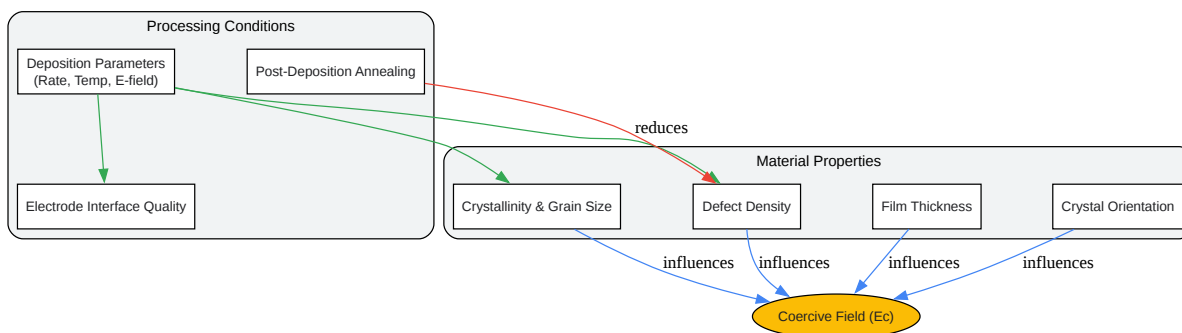 Processing Conditions
Deposition Parameters
(Rate, Temp, E-field)
Post-Deposition Annealing
reduces
Material Properties
Electrode Interface Quality
Crystallinity & Grain Size
Defect Density
Film Thickness
Crystal Orientation
influences
influences
influences
influences
Coercive Field (Ec)